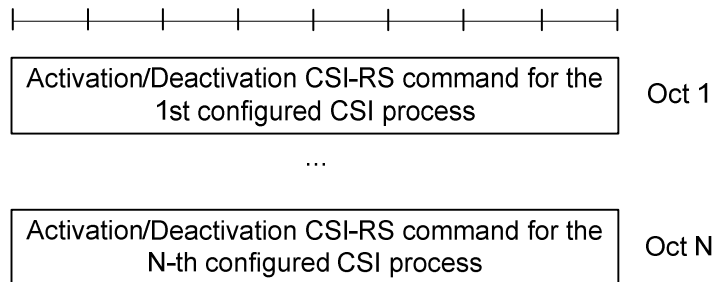 Activation/Deactivation CSI-RS command for the
1st configured CSI process
Oct 1
...
Activation/Deactivation CSI-RS command for the
N-th configured CSI process
Oct N